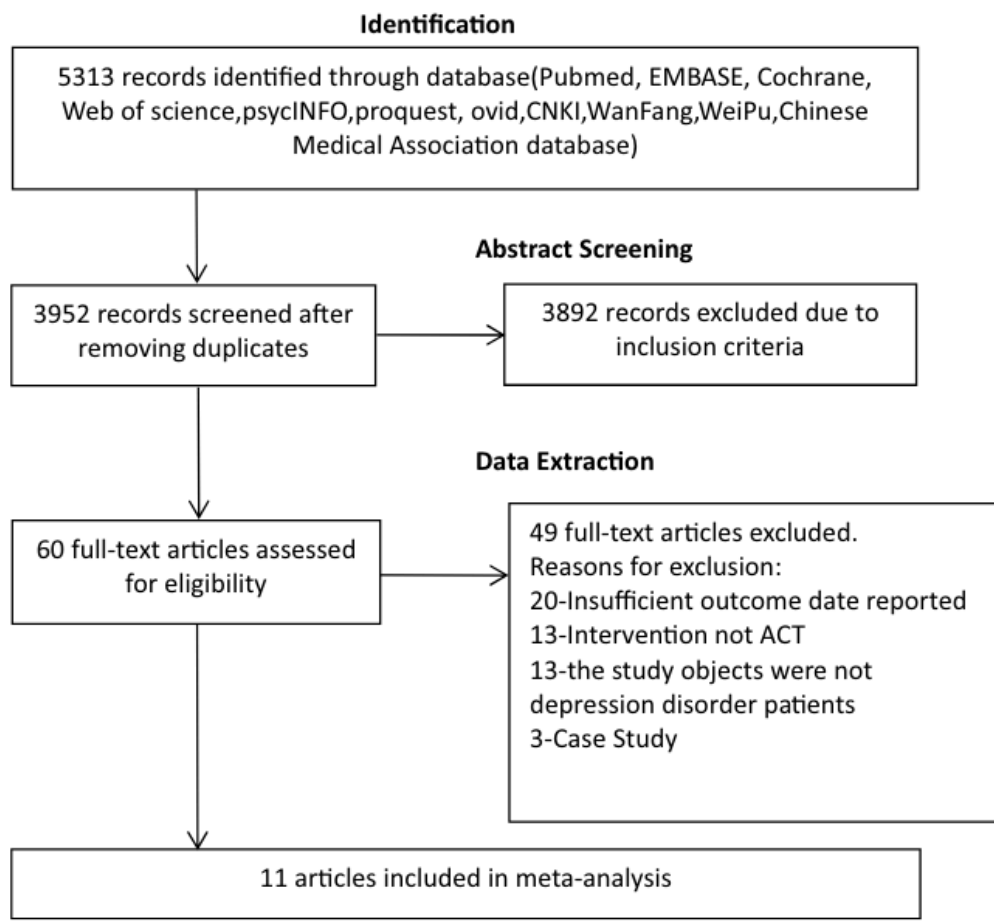 Identification
5313 records identified through database(Pubmed, EMBASE, Cochrane,
Web of science,psycINFO,proquest, ovid,CNKI,WanFang,WeiPu,Chinese
Medical Association database)
Abstract Screening
3952 records screened after
removing duplicates
3892 records excluded due to
inclusion criteria
Data Extraction
60 full-text articles assessed
for eligibility
49 full-text articles excluded.
Reasons for exclusion:
20-Insufficient outcome date reported
13-Intervention not ACT
13-the study objects were not
depression disorder patients
3-Case Study
11 articles included in meta-analysis